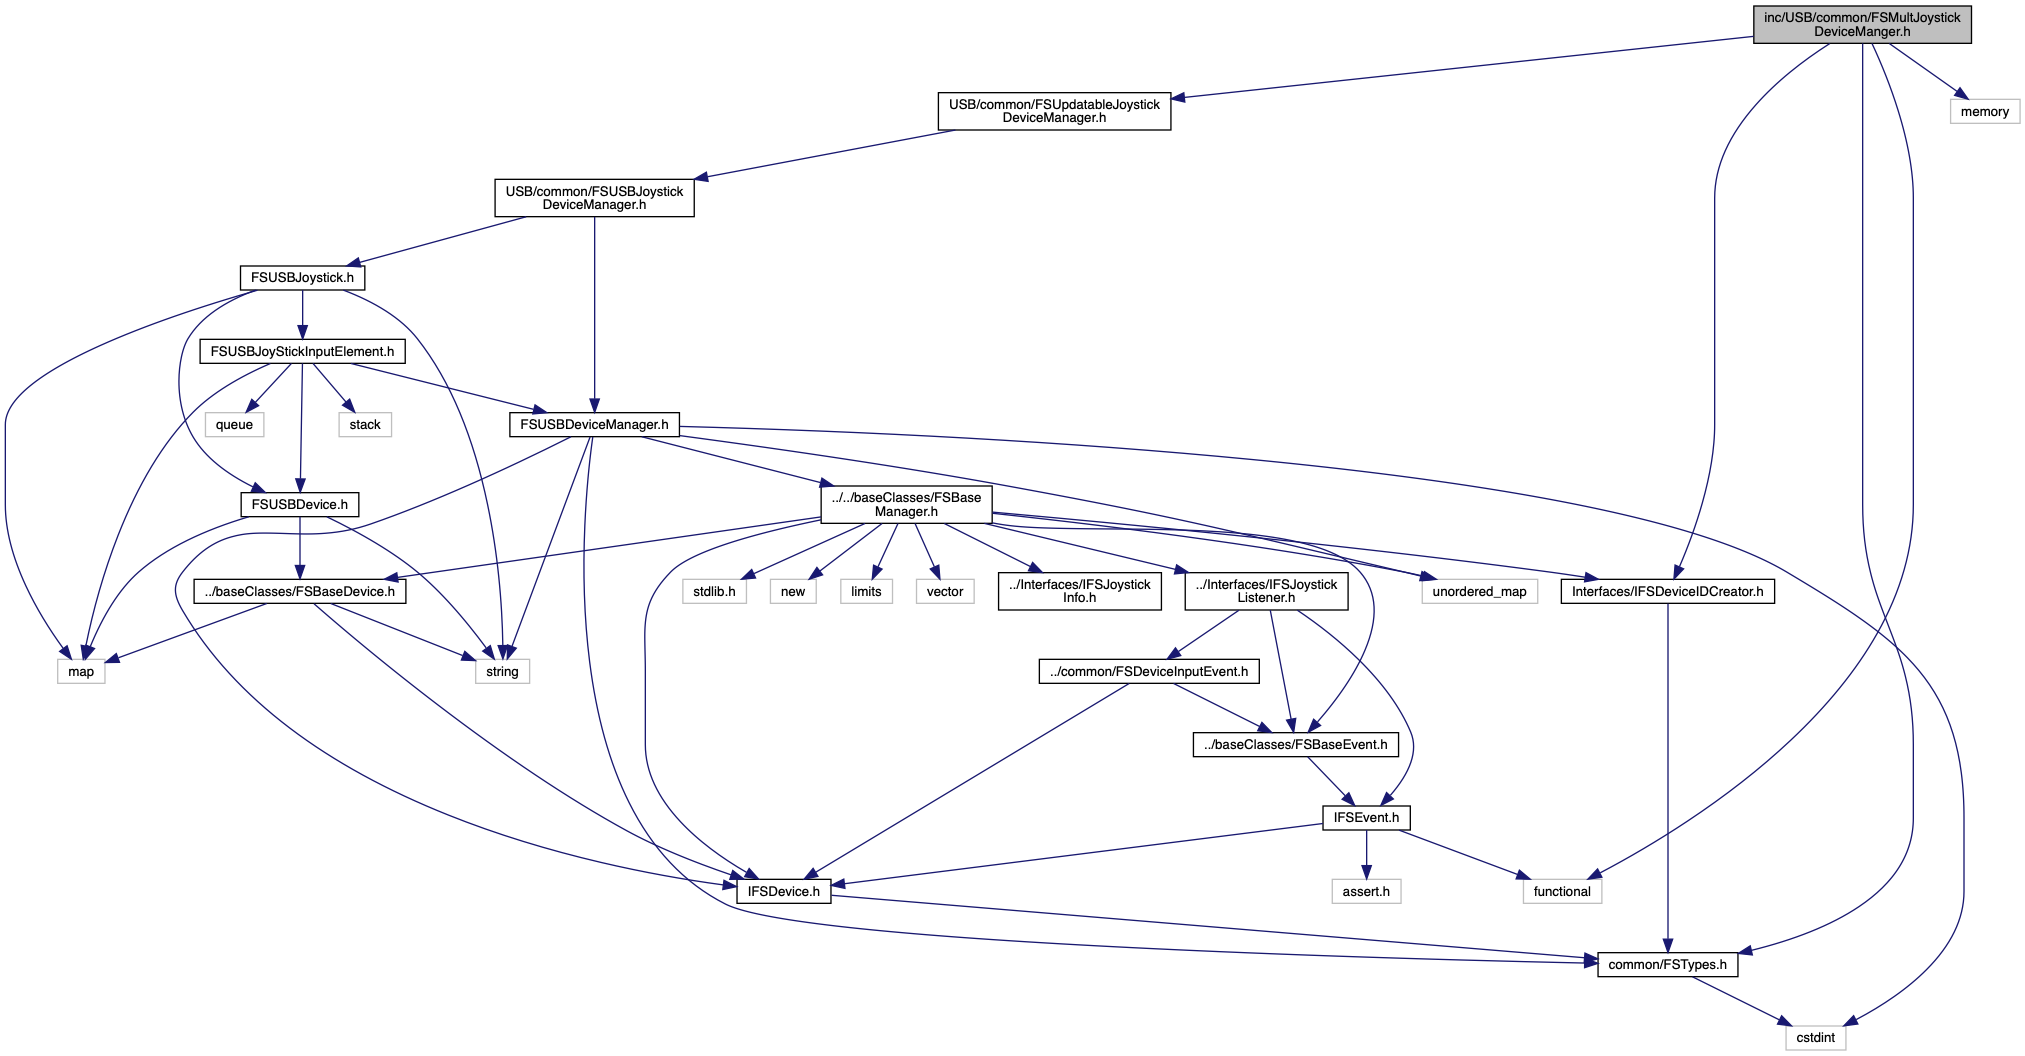 inc/USB/common/FSMultJoystick
DeviceManger.h
USB/common/FSUpdatableJoystick
DeviceManager.h
memory
USB/common/FSUSBJoystick
DeviceManager.h
FSUSBJoystick.h
FSUSBJoyStickInputElement.h
queue
stack
FSUSBDeviceManager.h
FSUSBDevice.h
../../baseClasses/FSBase
Manager.h
../baseClasses/FSBaseDevice.h
stdlib.h
new
limits
vector
../Interfaces/IFSJoystick
Info.h
../Interfaces/IFSJoystick
Listener.h
unordered_map
Interfaces/IFSDeviceIDCreator.h
map
string
../common/FSDeviceInputEvent.h
../baseClasses/FSBaseEvent.h
IFSEvent.h
IFSDevice.h
assert.h
functional
common/FSTypes.h
cstdint